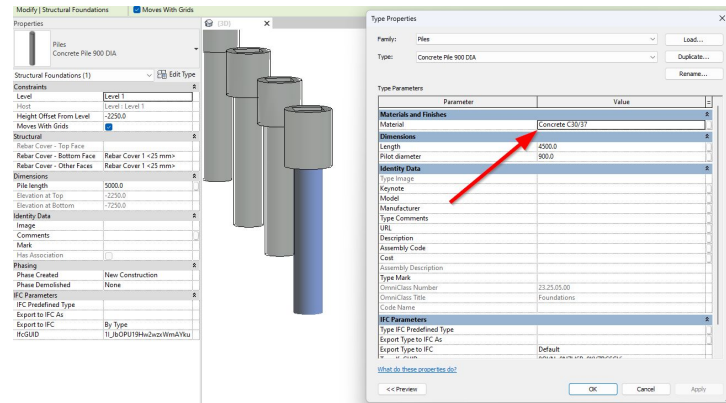 Modify | Structural Foundations
Moves With Grids
Properties
Piles
Concrete Pile 900 DIA
Structural Foundations (1)
Edit Type
Constraints
Level Level 1
Host Level : Level 1
Height Offset From Level -2250.0
Moves With Grids
Structural
Rebar Cover - Top Face
Rebar Cover - Bottom Face Rebar Cover 1 <25 mm>
Rebar Cover - Other Faces Rebar Cover 1 <25 mm>
Dimensions
Pile length 5000.0
Elevation at Top -2250.0
Elevation at Bottom -7250.0
Identity Data
Image
Comments
Mark
Has Association
Phasing
Phase Created New Construction
Phase Demolished None
IFC Parameters
IFC Predefined Type
Export to IFC As
Export to IFC By Type
IfcGUID
{3D}
Type Properties
Family: Piles Load...
Type: Concrete Pile 900 DIA Duplicate...
Rename...
Type Parameters
Parameter Value =
Materials and Finishes
Material Concrete C30/37
Dimensions
Length 4500.0
Pilot diameter 900.0
Identity Data
Type Image
Keynote
Model
Manufacturer
Type Comments
URL
Description
Assembly Code
Cost
Assembly Description
Type Mark
OmniClass Number 23.25.05.00
OmniClass Title Foundations
Code Name
IFC Parameters
Type IFC Predefined Type
Export Type to IFC As
Export Type to IFC Default
What do these properties do?
<< Preview OK Cancel Apply